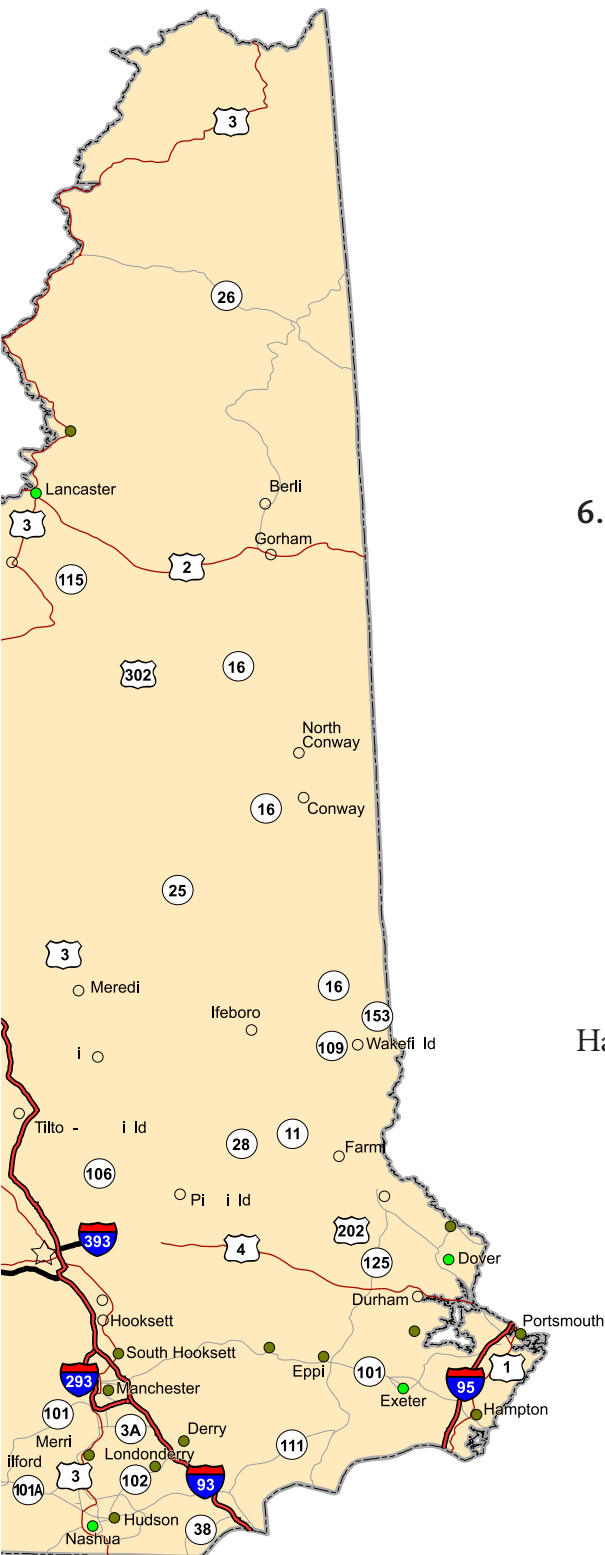 3
26
Lancaster
Berli
6.
3
Gorham
2
115
302
16
North
Conway
16
Conway
25
3
Meredi
16
lfeboro
153
109
Wakefi ld
Ha
i
Tilto - i ld
28
11
Farmi
106
Pi i ld
202
393
4
Dover
125
Durham
Hooksett
Portsmouth
South Hooksett
Eppi
101
1
293
95
Manchester
Exeter
101
Hampton
3A
Derry
Merri
111
Londonderry
ilford
3
102
93
101A
Hudson
38
Nashua